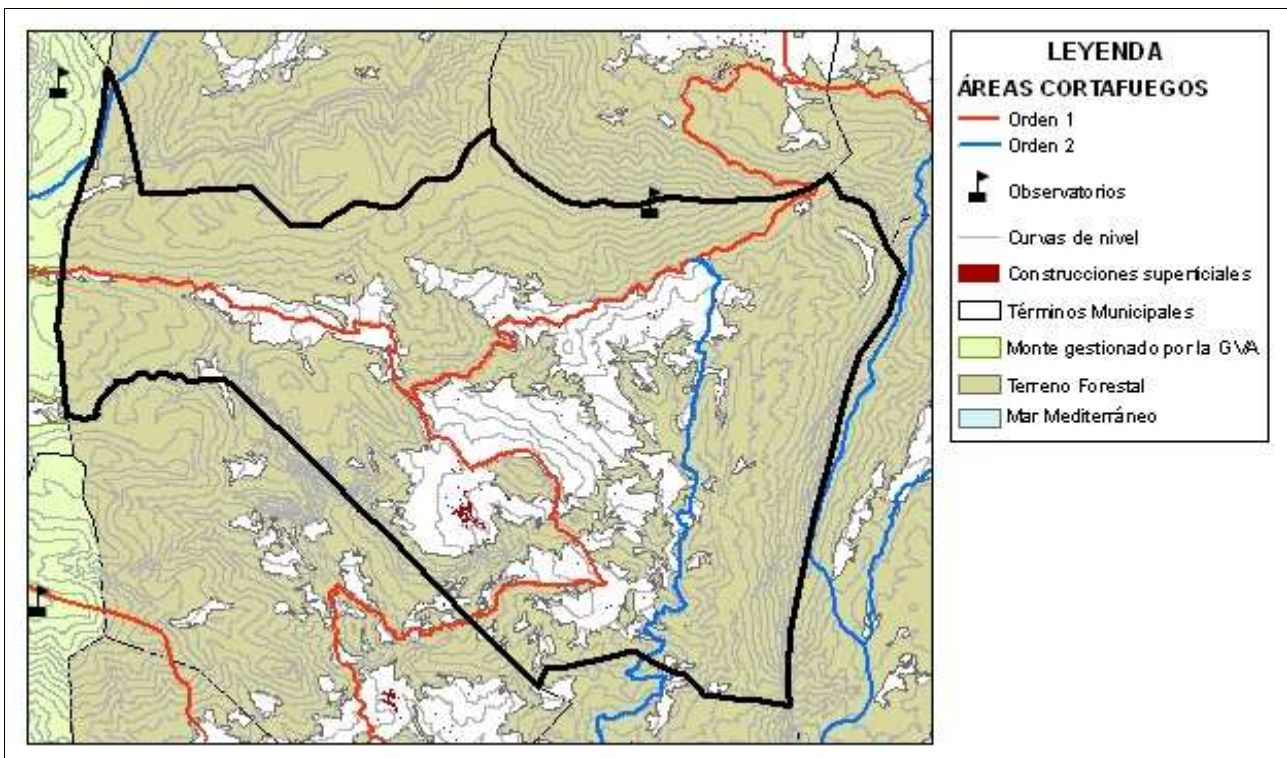 LEYENDA
ÁREAS CORTAFUEGOS
Orden 1
Orden 2
Observatorios
Curvas de nivel
Construcciones superficiales
Términos Municipales
Monte gestionado por la GVA
Terreno Forestal
Mar Mediterráneo